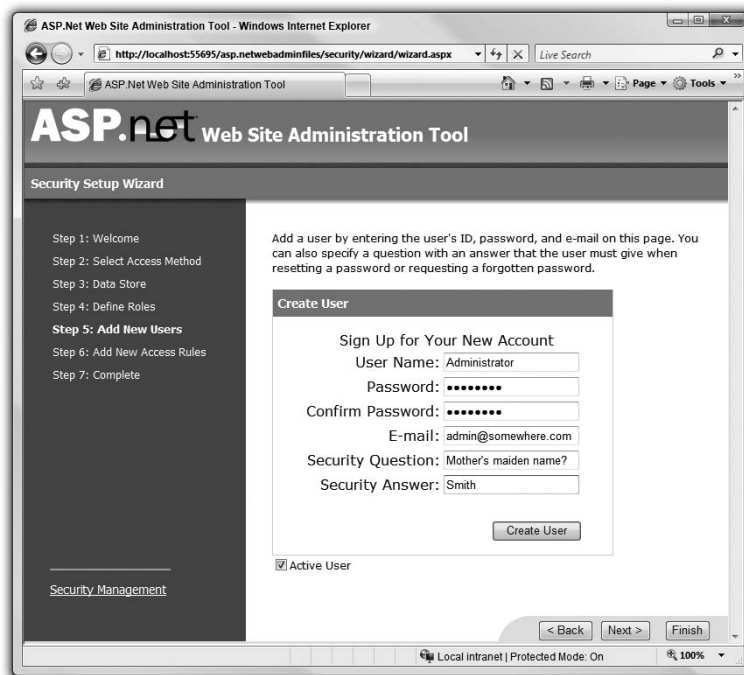 ASP.Net Web Site Administration Tool - Windows Internet Explorer
http://localhost:55695/asp.netwebadminfiles/security/wizard/wizard.aspx
Live Search
ASP.Net Web Site Administration Tool
Page
Tools
ASP.net Web Site Administration Tool
Security Setup Wizard
Step 1: Welcome
Step 2: Select Access Method
Step 3: Data Store
Step 4: Define Roles
Step 5: Add New Users
Step 6: Add New Access Rules
Step 7: Complete
Security Management
Add a user by entering the user's ID, password, and e-mail on this page. You
can also specify a question with an answer that the user must give when
resetting a password or requesting a forgotten password.
Create User
Sign Up for Your New Account
User Name: Administrator
Password: ••••••••
Confirm Password: ••••••••
E-mail: admin@somewhere.com
Security Question: Mother's maiden name?
Security Answer: Smith
Create User
Active User
< Back Next > Finish
Local intranet | Protected Mode: On
100%